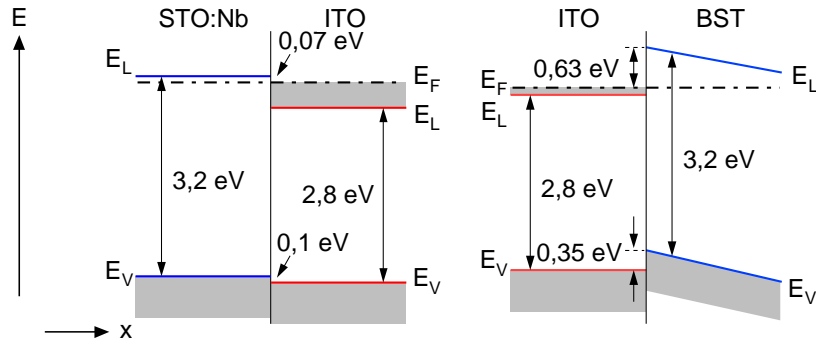 E
STO:Nb
ITO
E_L
0,07 eV
E_F
E_L
3,2 eV
2,8 eV
0,1 eV
E_V
E_V
x
ITO
BST
0,63 eV
E_F
E_L
E_L
3,2 eV
2,8 eV
0,35 eV
E_V
E_V